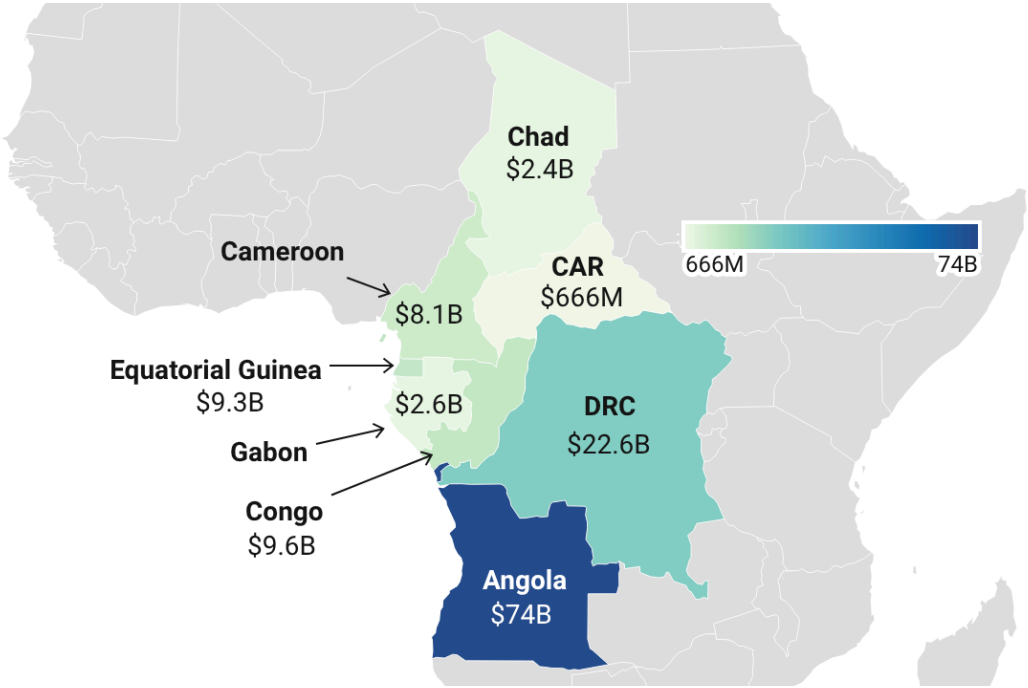 Chad
$2.4B
Cameroon
$8.1B
CAR
$666M
666M
74B
Equatorial Guinea
$9.3B
$2.6B
Gabon
DRC
$22.6B
Congo
$9.6B
Angola
$74B